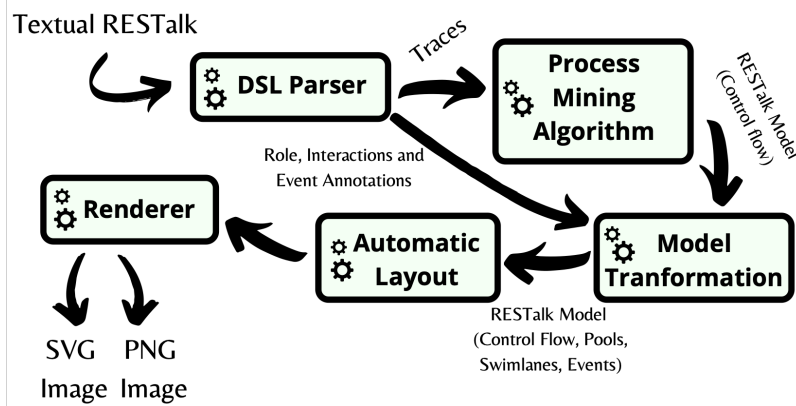 Textual RESTalk
DSL Parser
Traces
Process
Mining
Algorithm
RESTalk Model
(Control flow)
Role, Interactions and
Event Annotations
Renderer
Automatic
Layout
Model
Tranformation
RESTalk Model
(Control Flow, Pools,
Swimlanes, Events)
SVG
Image
PNG
Image